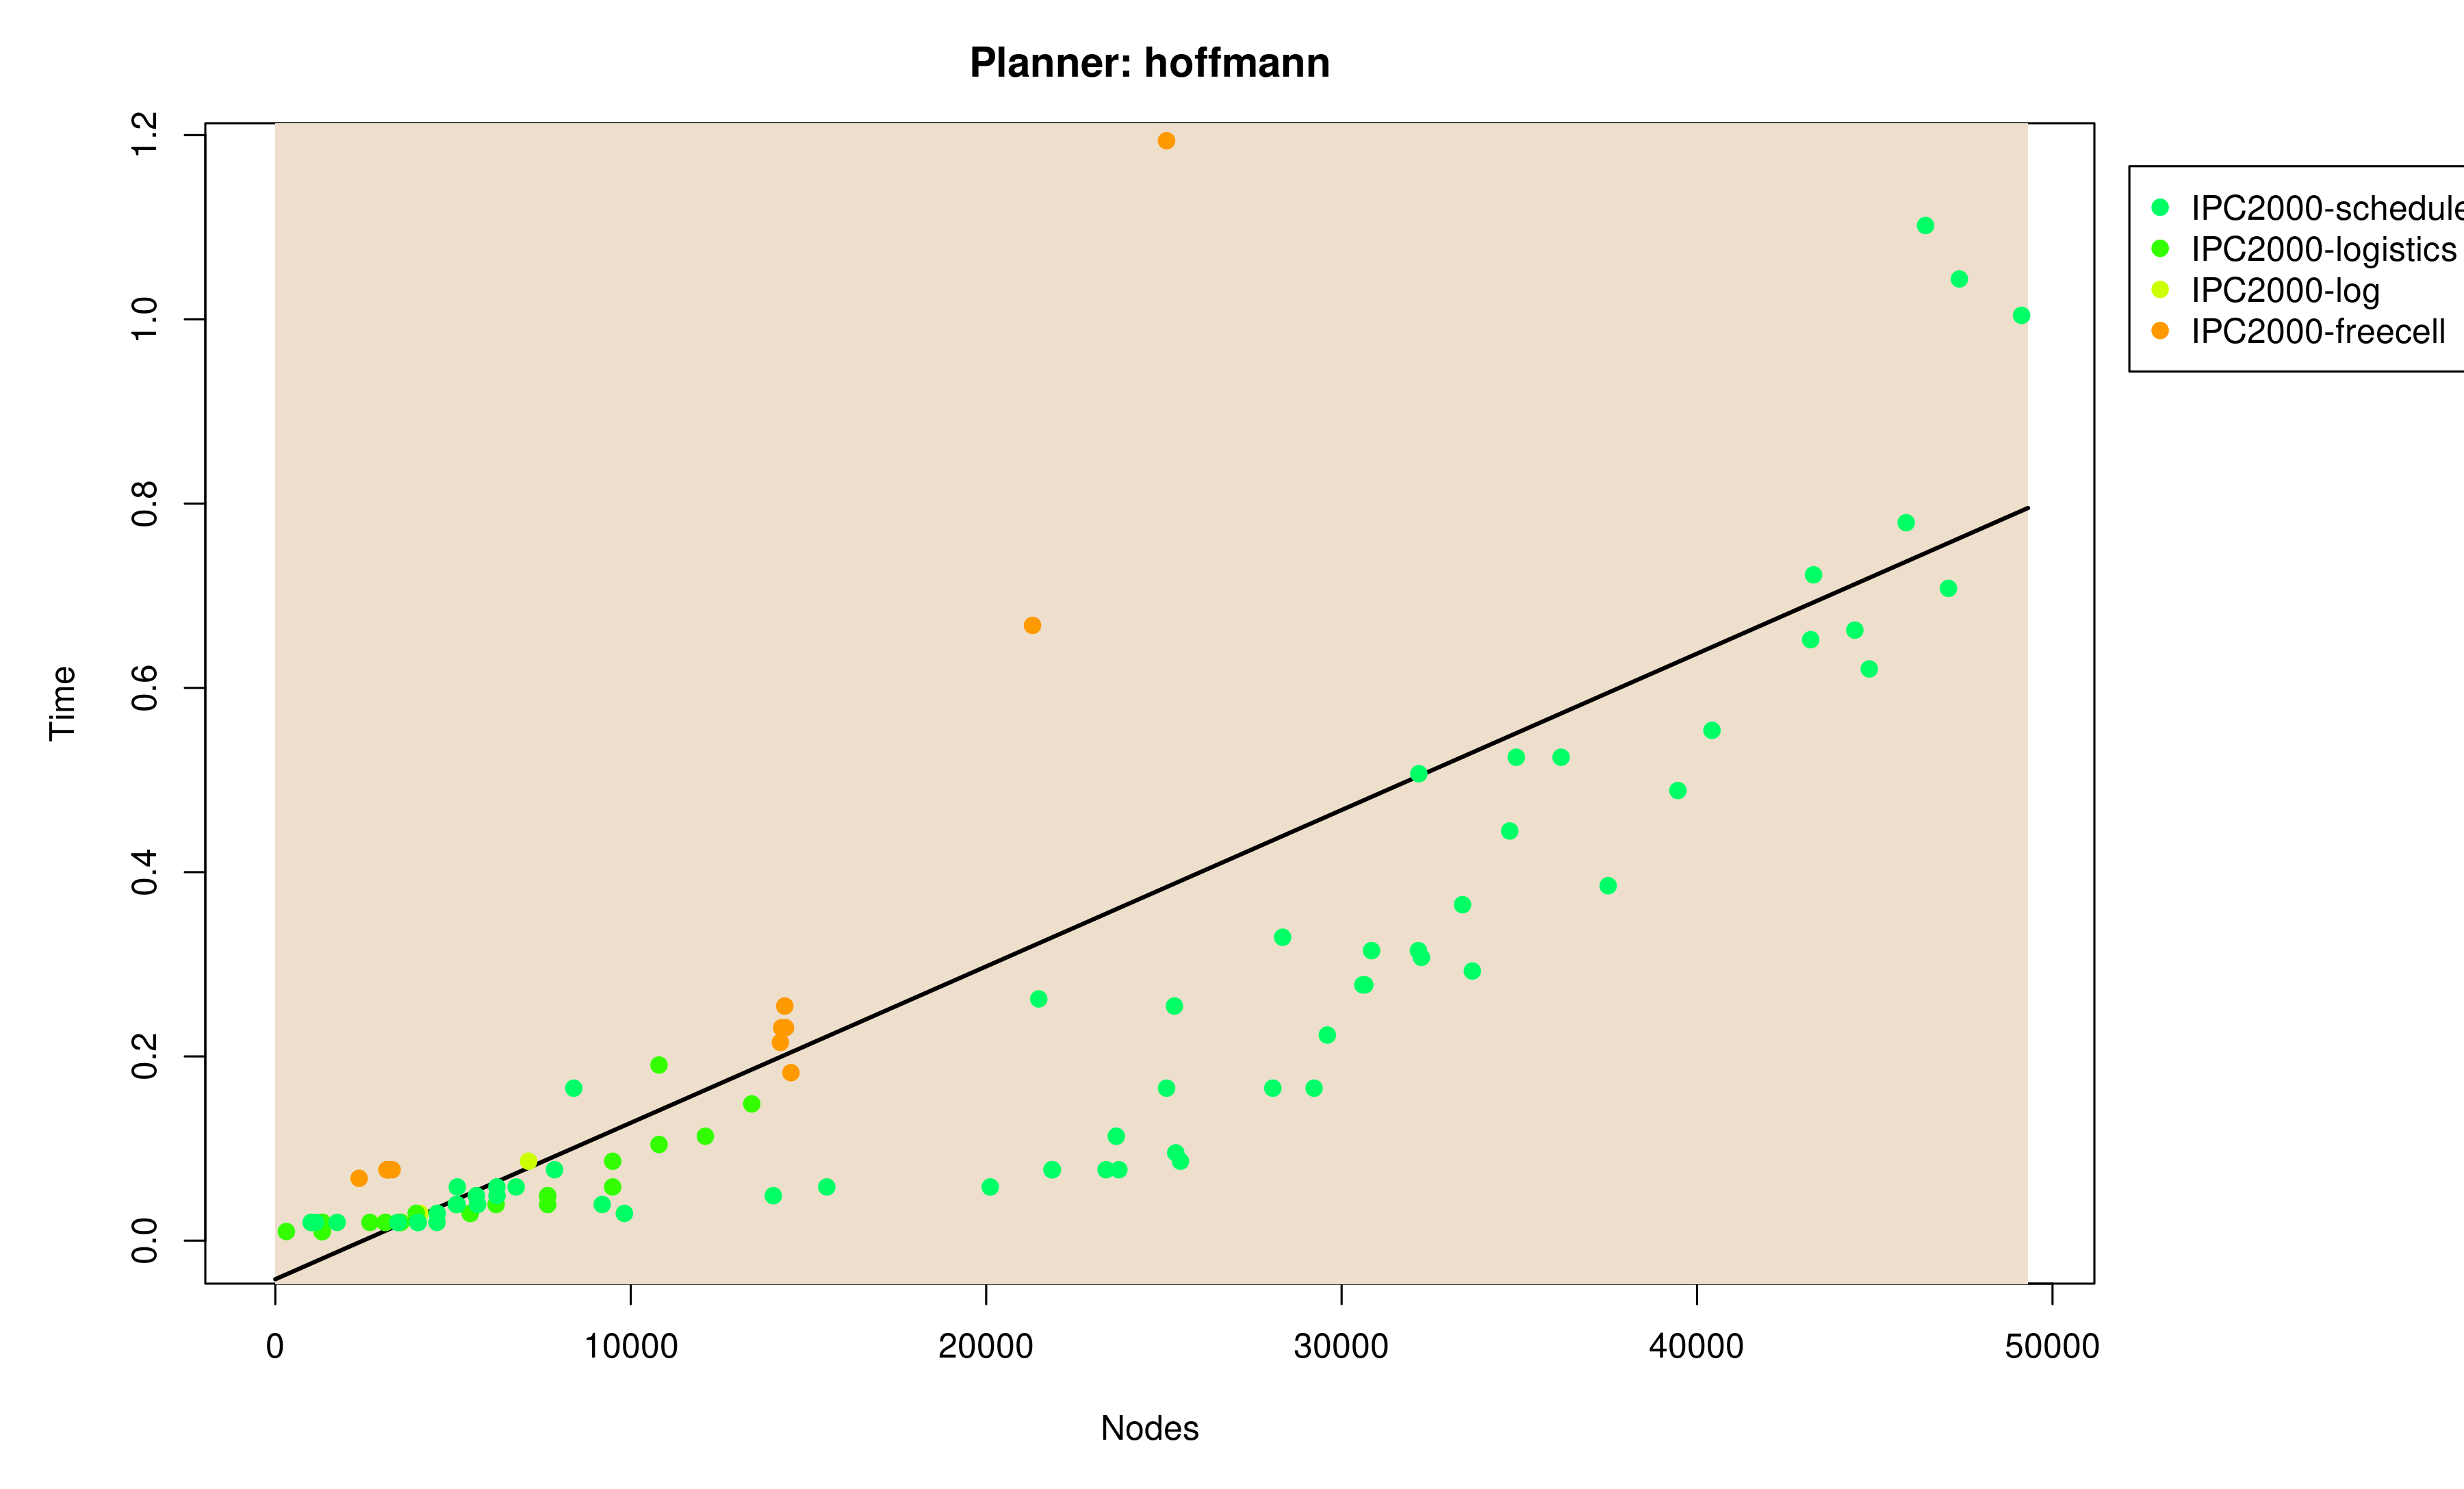 Planner: hoffmann
Time
0.0
0.2
0.4
0.6
0.8
1.0
1.2
0
10000
20000
30000
40000
50000
Nodes
IPC2000-schedule
IPC2000-logistics
IPC2000-log
IPC2000-freecell